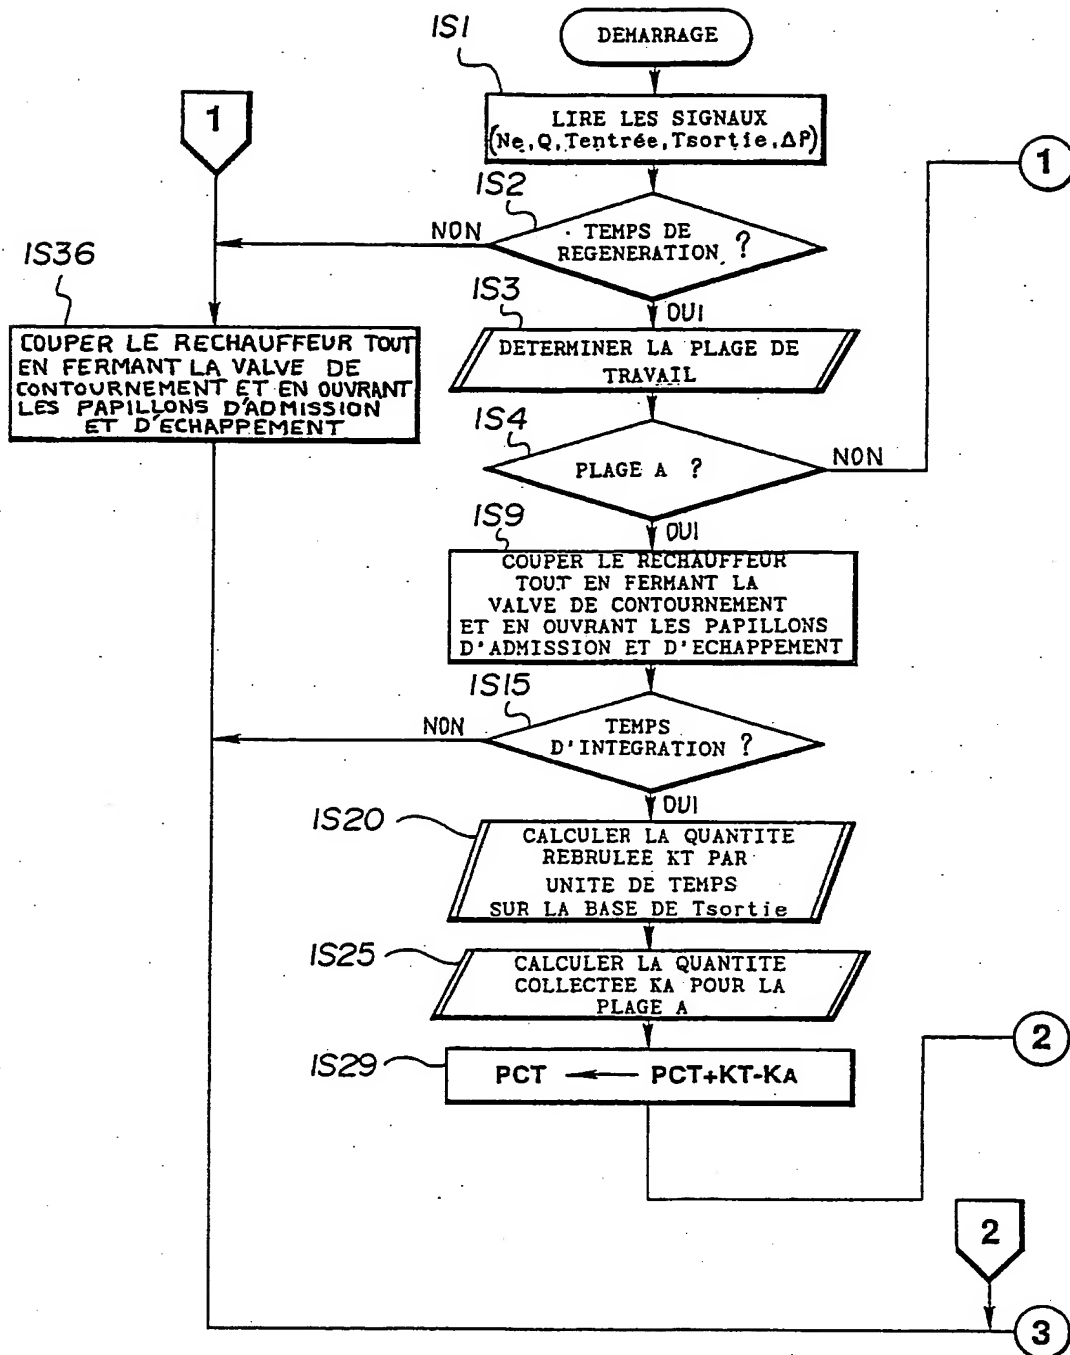 DEMARRAGE
IS1
LIRE LES SIGNAUX
(Ne,Q,Tentrée,Tsortie,ΔP)
1
1
IS2
TEMPS DE
REGENERATION ?
NON
OUI
IS36
COUPER LE RECHAUFFEUR TOUT
EN FERMANT LA VALVE DE
CONTOURNEMENT ET EN OUVRANT
LES PAPILLONS D'ADMISSION
ET D'ECHAPPEMENT
IS3
DETERMINER LA PLAGE DE
TRAVAIL
IS4
PLAGE A ?
NON
OUI
IS9
COUPER LE RECHAUFFEUR
TOUT EN FERMANT LA
VALVE DE CONTOURNEMENT
ET EN OUVRANT LES PAPILLONS
D'ADMISSION ET D'ECHAPPEMENT
IS15
TEMPS
D'INTEGRATION ?
NON
OUI
IS20
CALCULER LA QUANTITE
REBRULEE KT PAR
UNITE DE TEMPS
SUR LA BASE DE Tsortie
IS25
CALCULER LA QUANTITE
COLLECTEE KA POUR LA
PLAGE A
IS29
PCT ← PCT+KT-KA
2
2
3